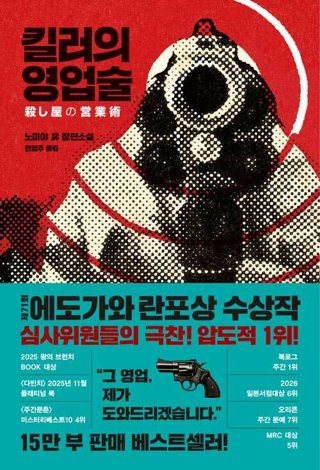 킬러의
영업술
殺し屋の営業術
노미야 유 장편소설
권영주 옮김
제71회 에도가와 란포상 수상작
심사위원들의 극찬! 압도적 1위!
2025 왕의 브런치
BOOK 대상
<다빈치> 2025년 11월
플래티넘 북
<주간문춘>
미스터리베스트10 4위
“그 영업,
제가
도와드리겠습니다.”
북로그
주간 1위
2026
일본서점대상 6위
오리콘
주간 문예 7위
MRC 대상
5위
15만 부 판매 베스트셀러!